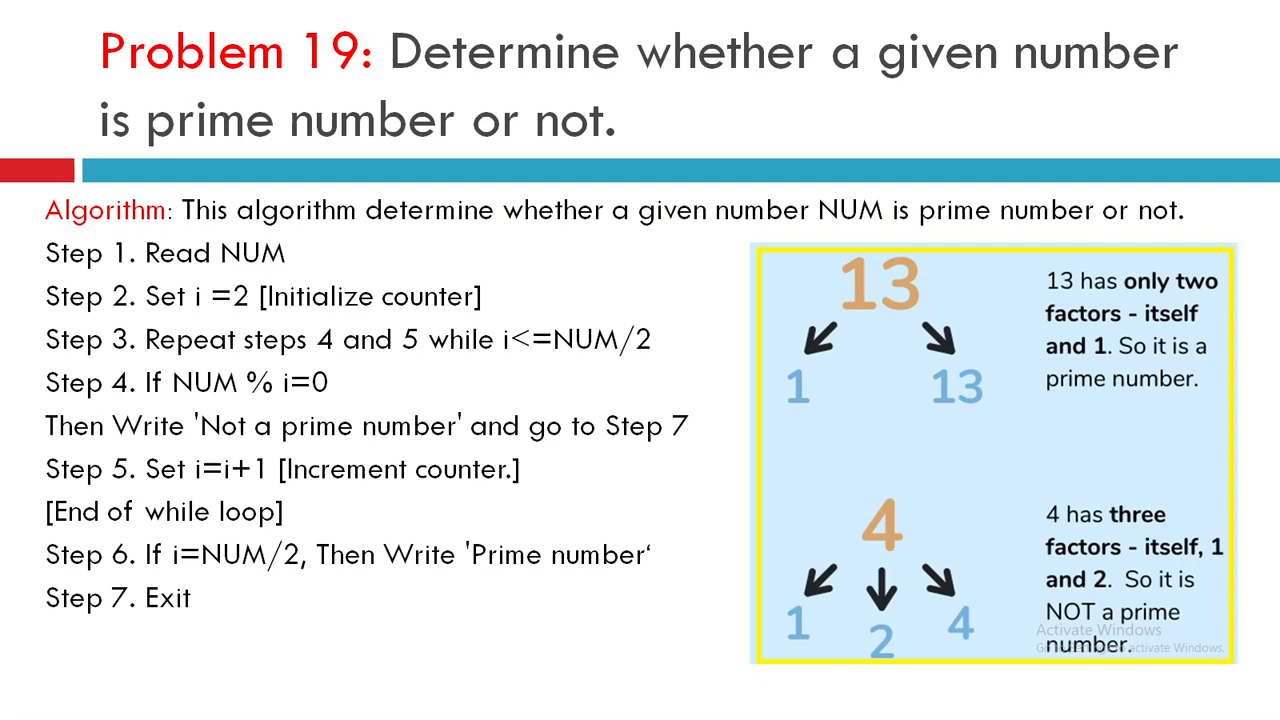 Problem 19: Determine whether a given number
is prime number or not.
Algorithm: This algorithm determine whether a given number NUM is prime number or not.
Step 1. Read NUM
Step 2. Set i =2 [Initialize counter]
Step 3. Repeat steps 4 and 5 while i<=NUM/2
Step 4. If NUM % i=0
Then Write 'Not a prime number' and go to Step 7
Step 5. Set i=i+1 [Increment counter.]
[End of while loop]
Step 6. If i=NUM/2, Then Write 'Prime number‘
Step 7. Exit
13
1
13
13 has only two
factors - itself
and 1. So it is a
prime number.
4
1
2
4
4 has three
factors - itself, 1
and 2. So it is
NOT a prime
number.
Activate Windows
Go to Settings to activate Windows.